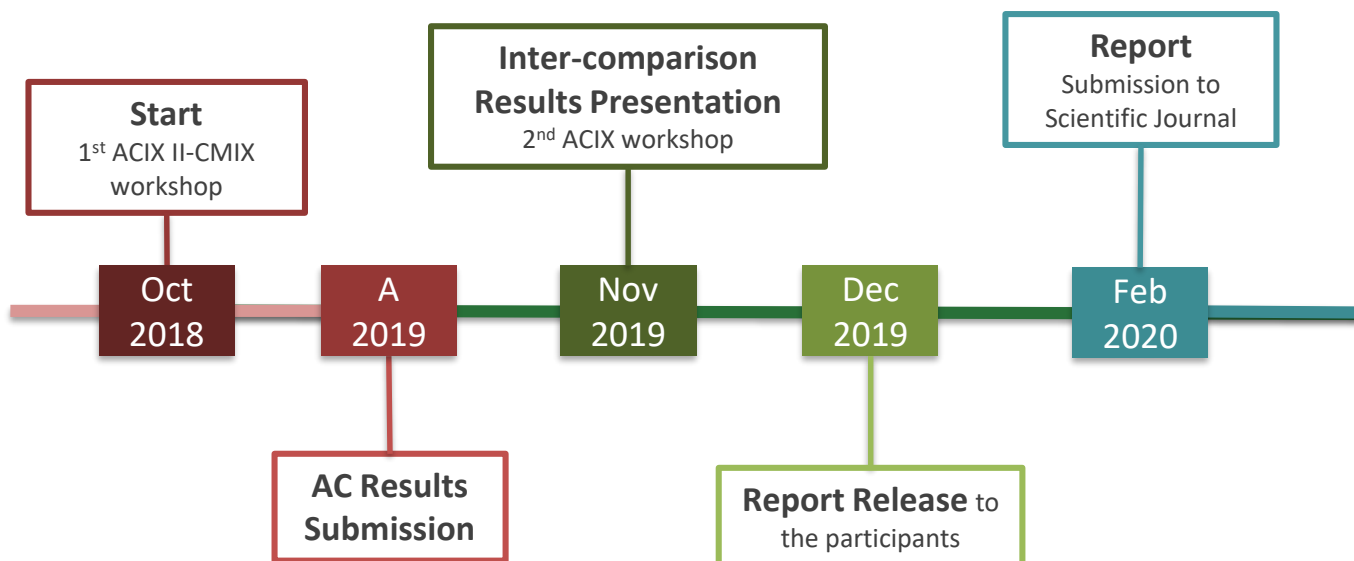 Start
1st ACIX II-CMIX
workshop
Inter-comparison
Results Presentation
2nd ACIX workshop
Report
Submission to
Scientific Journal
Oct
2018
A
2019
Nov
2019
Dec
2019
Feb
2020
AC Results
Submission
Report Release to
the participants